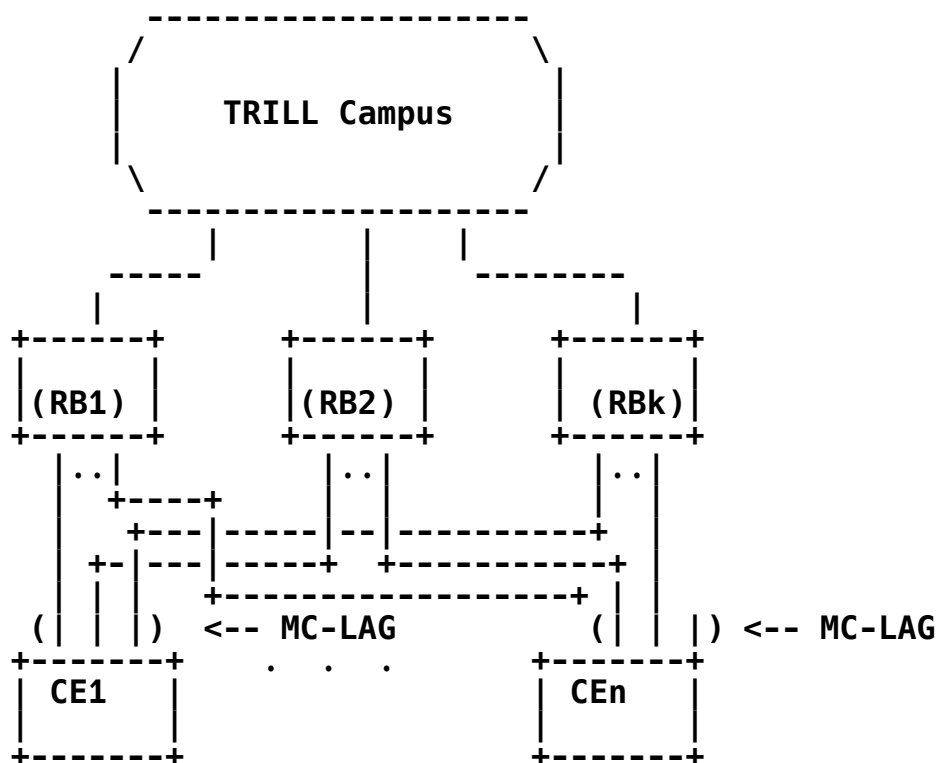 TRILL Campus
(RB1) (RB2) (RBk)
<-- MC-LAG <-- MC-LAG
CE1 . . . CEn